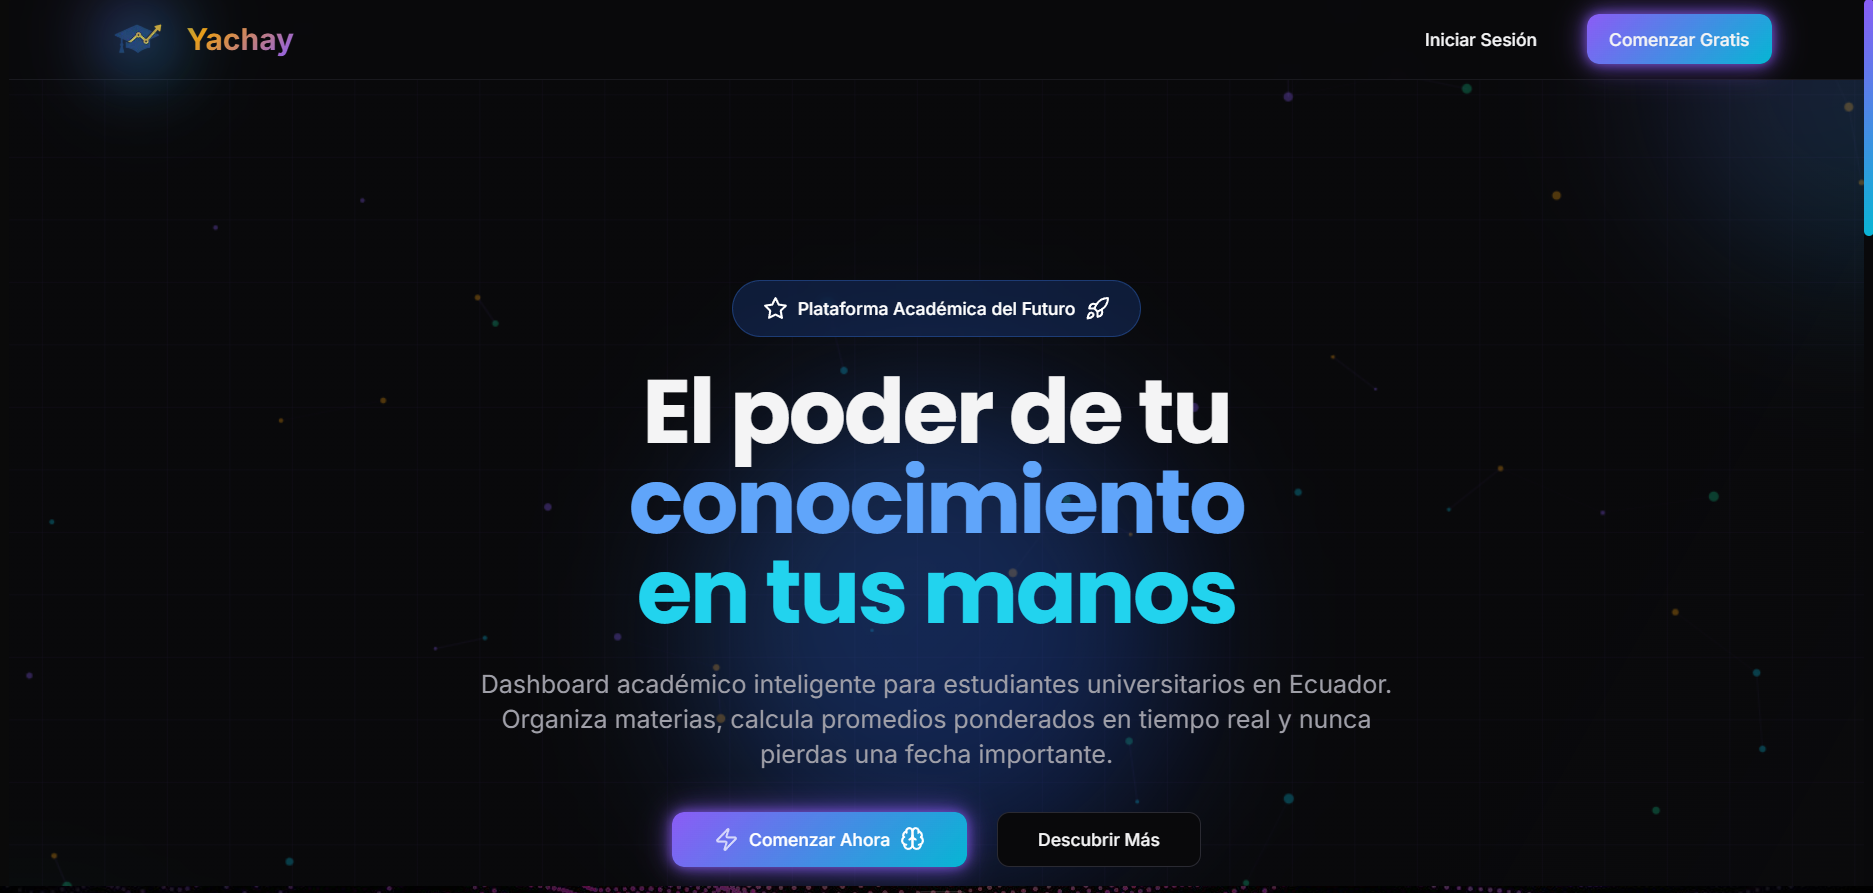 Yachay
Iniciar Sesión
Comenzar Gratis
Plataforma Académica del Futuro
El poder de tu
conocimiento
en tus manos
Dashboard académico inteligente para estudiantes universitarios en Ecuador.
Organiza materias, calcula promedios ponderados en tiempo real y nunca
pierdas una fecha importante.
Comenzar Ahora
Descubrir Más